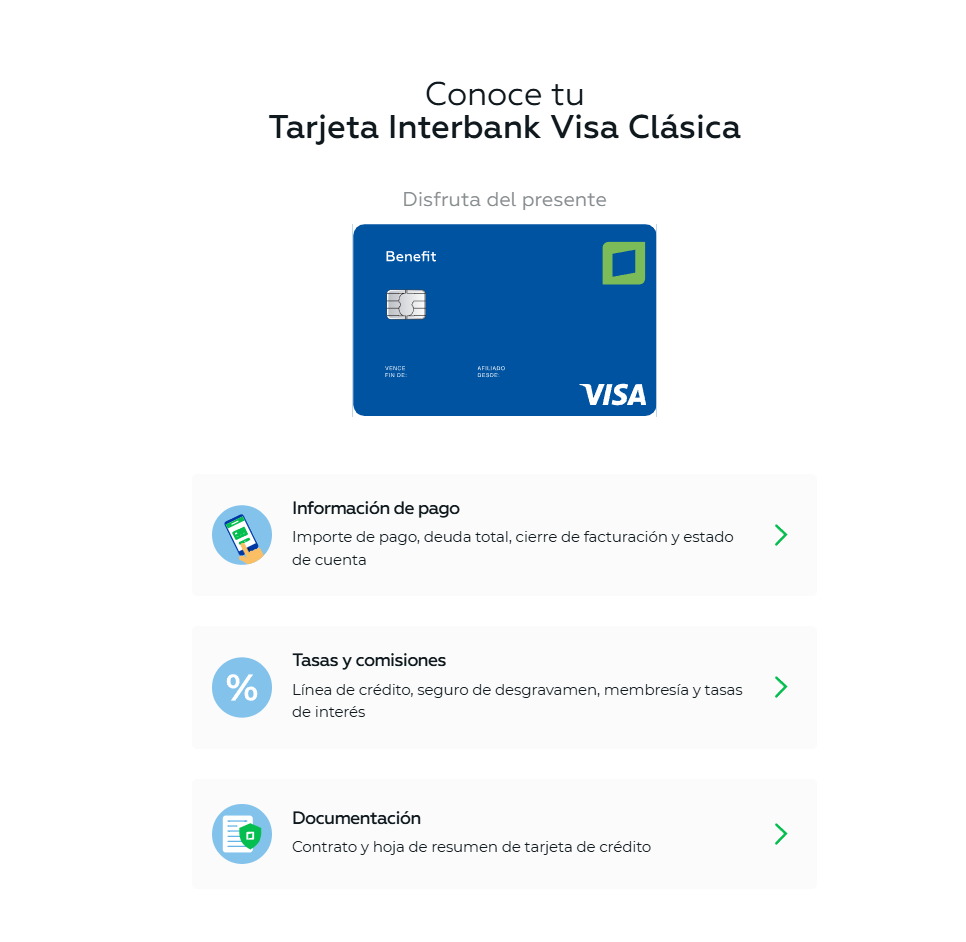 Conoce tu
Tarjeta Interbank Visa Clásica
Disfruta del presente
Benefit
VENCE
FIN DE:
AFILIADO
DESDE:
VISA
Información de pago
Importe de pago, deuda total, cierre de facturación y estado
de cuenta
%
Tasas y comisiones
Línea de crédito, seguro de desgravamen, membresía y tasas
de interés
Documentación
Contrato y hoja de resumen de tarjeta de crédito